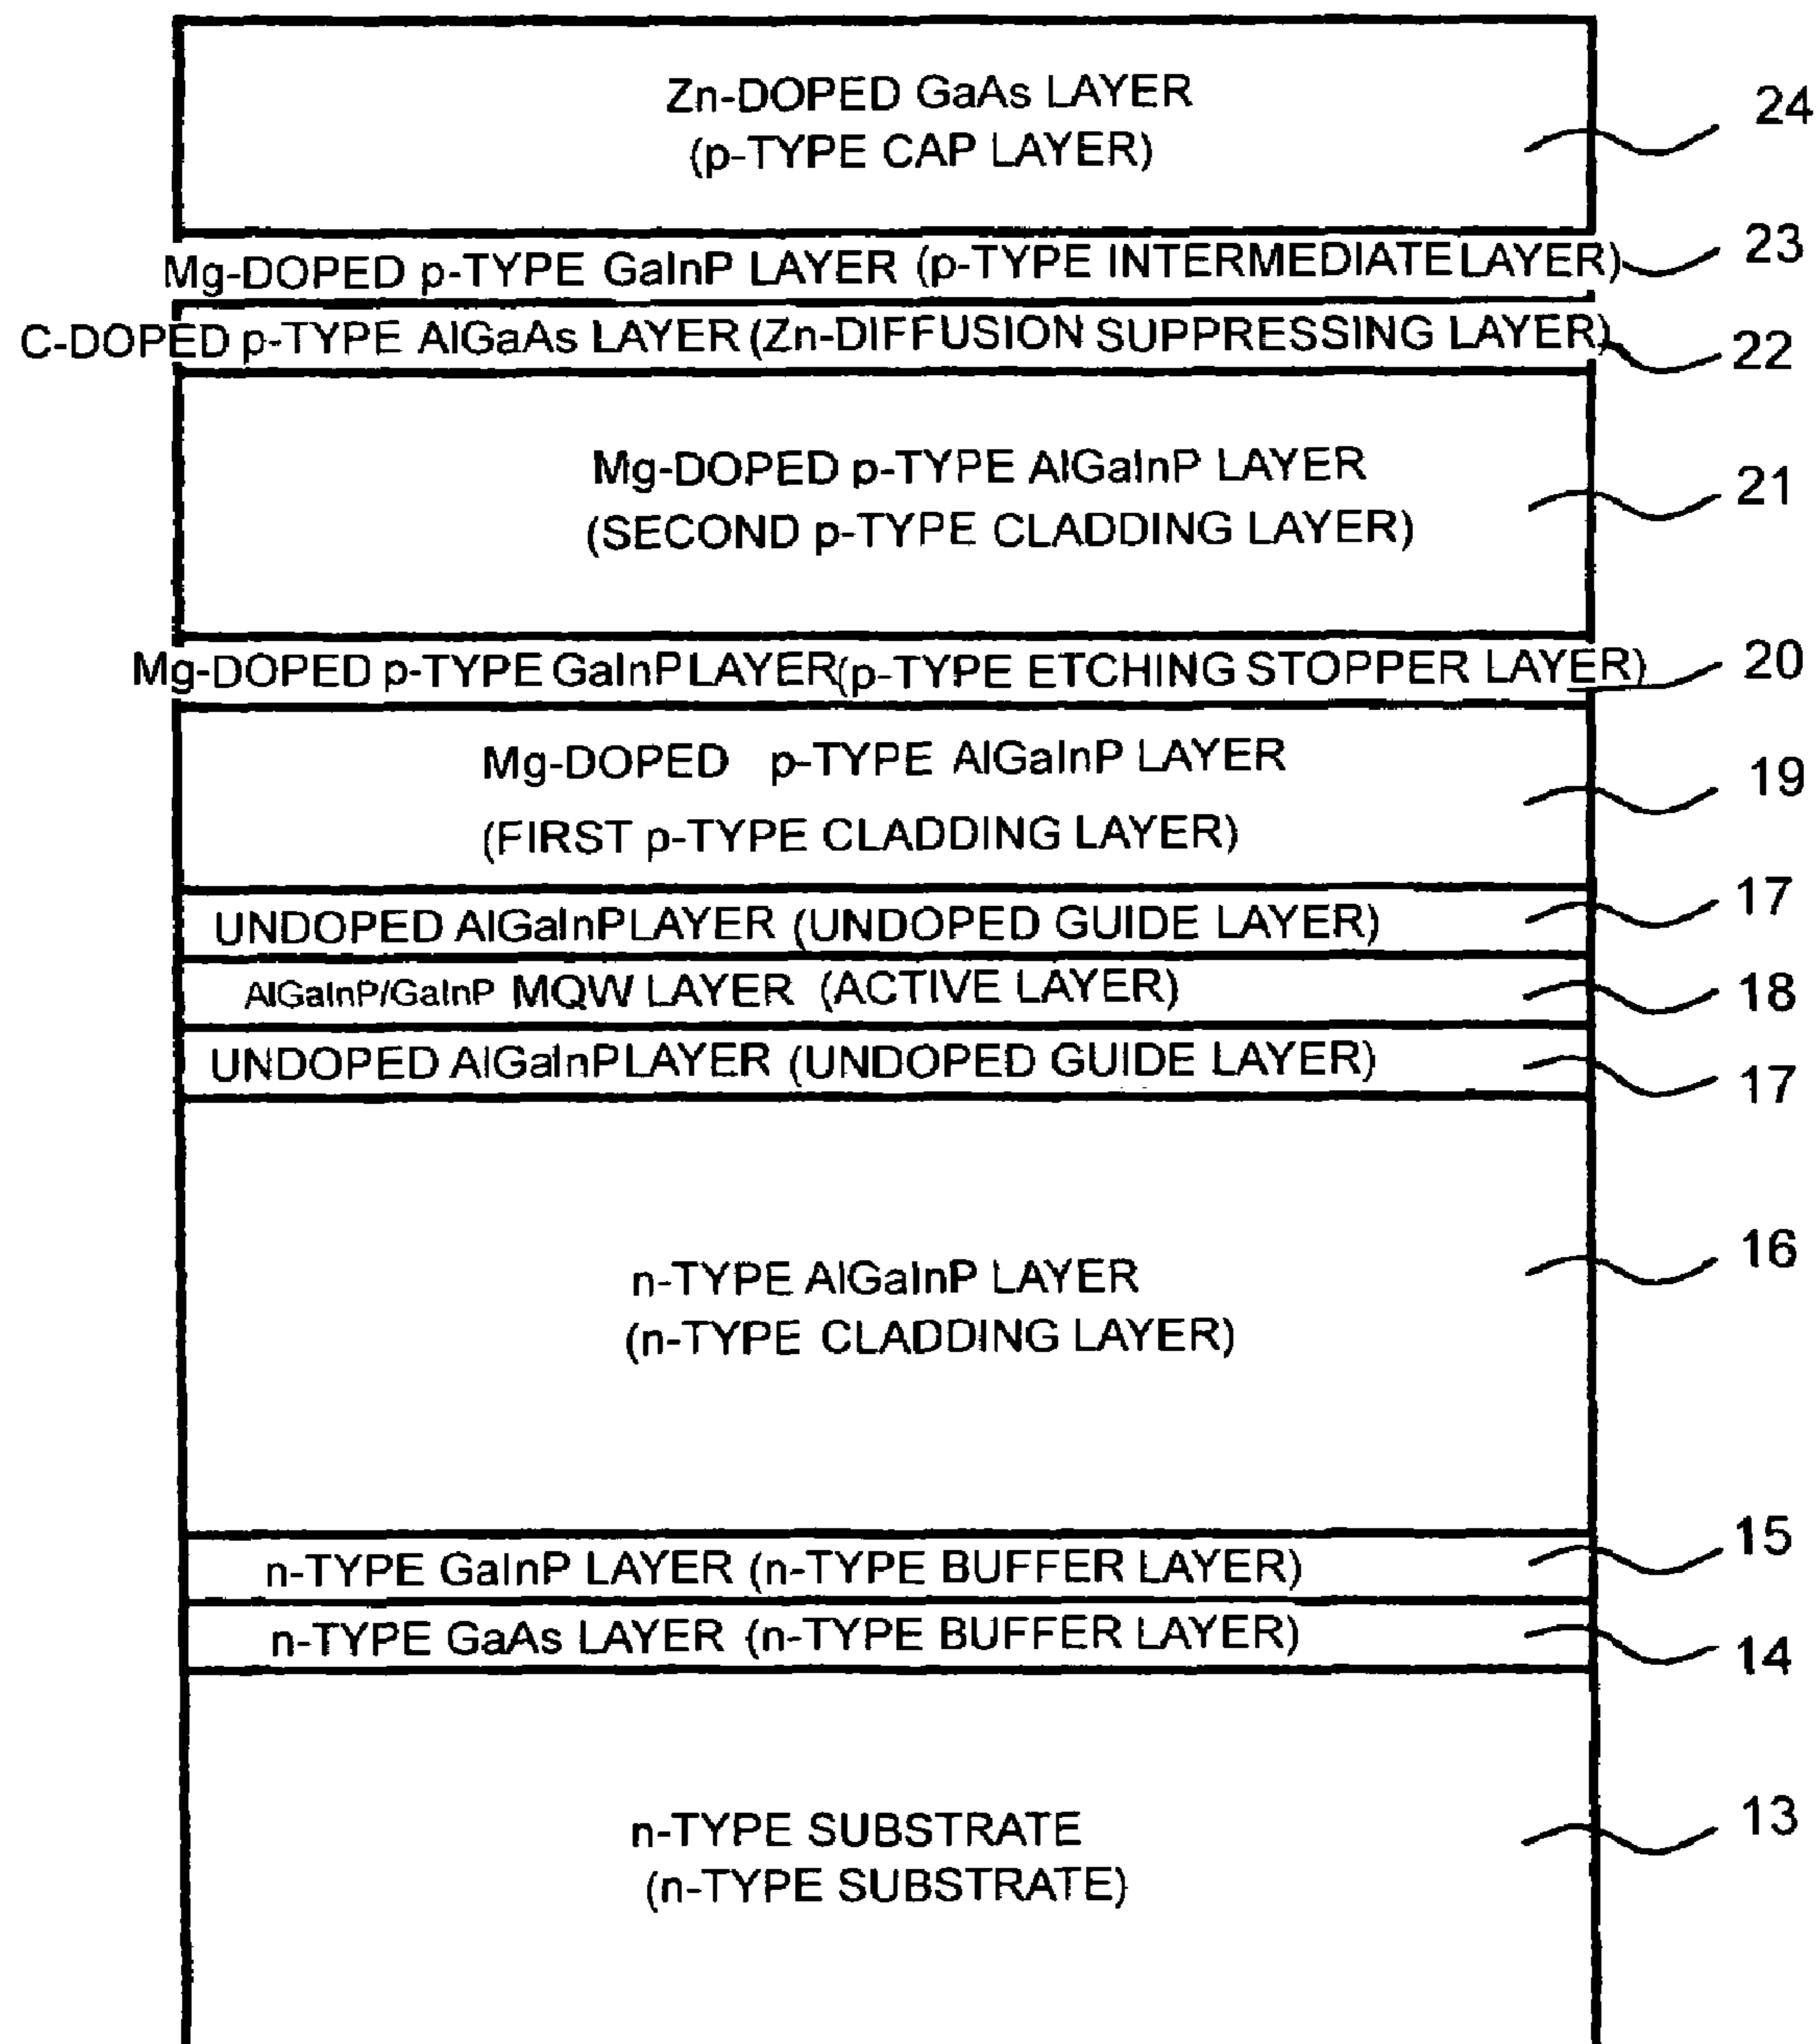 Zn-DOPED GaAs LAYER
(p-TYPE CAP LAYER)
24
Mg-DOPED p-TYPE GaInP LAYER (p-TYPE INTERMEDIATE LAYER)
23
C-DOPED p-TYPE AlGaAs LAYER (Zn-DIFFUSION SUPPRESSING LAYER)
22
Mg-DOPED p-TYPE AlGaInP LAYER
(SECOND p-TYPE CLADDING LAYER)
21
Mg-DOPED p-TYPE GaInP LAYER (p-TYPE ETCHING STOPPER LAYER)
20
Mg-DOPED p-TYPE AlGaInP LAYER
(FIRST p-TYPE CLADDING LAYER)
19
UNDOPED AlGaInP LAYER (UNDOPED GUIDE LAYER)
17
AlGaInP/GaInP MQW LAYER (ACTIVE LAYER)
18
UNDOPED AlGaInP LAYER (UNDOPED GUIDE LAYER)
17
n-TYPE AlGaInP LAYER
(n-TYPE CLADDING LAYER)
16
n-TYPE GaInP LAYER (n-TYPE BUFFER LAYER)
15
n-TYPE GaAs LAYER (n-TYPE BUFFER LAYER)
14
n-TYPE SUBSTRATE
(n-TYPE SUBSTRATE)
13